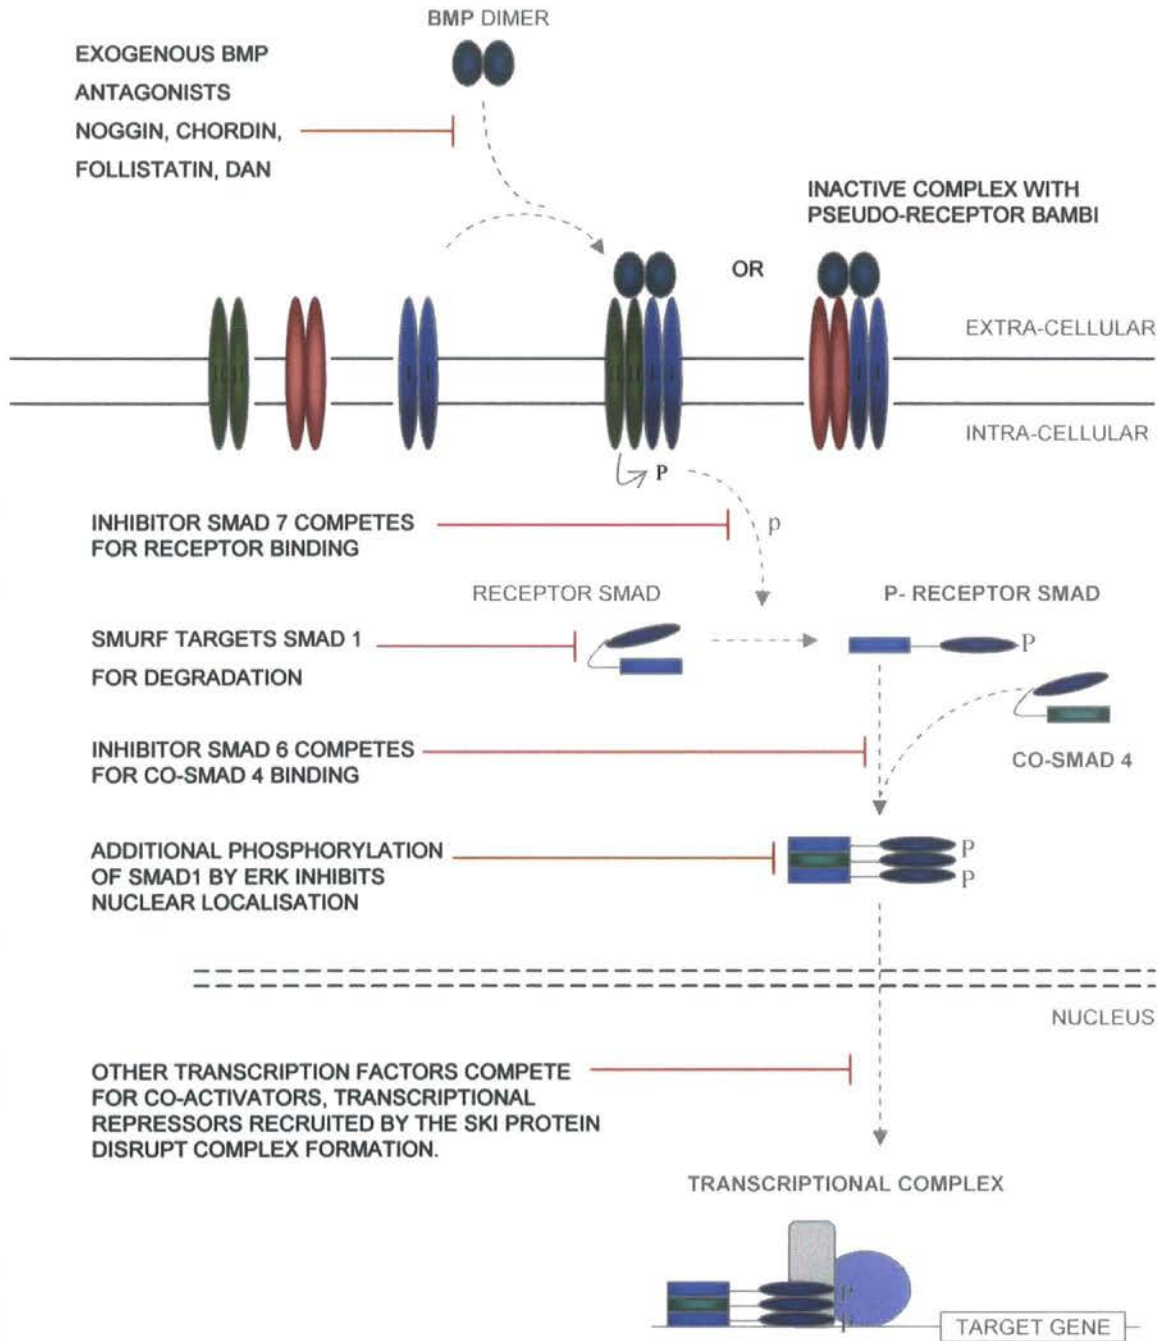 BMP DIMER
EXOGENOUS BMP
ANTAGONISTS
NOGGIN, CHORDIN,
FOLLISTATIN, DAN
INACTIVE COMPLEX WITH
PSEUDO-RECEPTOR BAMBI
OR
EXTRA-CELLULAR
II II
I I
II II I I
I I
INTRA-CELLULAR
P
INHIBITOR SMAD 7 COMPETES
FOR RECEPTOR BINDING
p
RECEPTOR SMAD
P- RECEPTOR SMAD
SMURF TARGETS SMAD 1
FOR DEGRADATION
P
INHIBITOR SMAD 6 COMPETES
FOR CO-SMAD 4 BINDING
CO-SMAD 4
ADDITIONAL PHOSPHORYLATION
OF SMAD1 BY ERK INHIBITS
NUCLEAR LOCALISATION
P
P
NUCLEUS
OTHER TRANSCRIPTION FACTORS COMPETE
FOR CO-ACTIVATORS, TRANSCRIPTIONAL
REPRESSORS RECRUITED BY THE SKI PROTEIN
DISRUPT COMPLEX FORMATION.
TRANSCRIPTIONAL COMPLEX
P
P
TARGET GENE